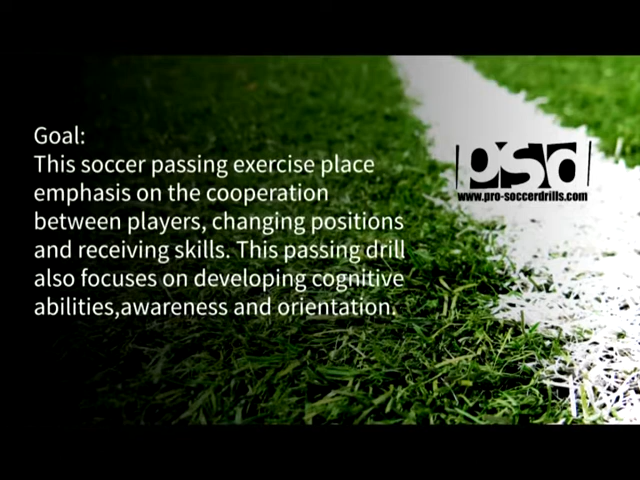 Goal:
This soccer passing exercise place
emphasis on the cooperation
between players, changing positions
and receiving skills. This passing drill
also focuses on developing cognitive
abilities,awareness and orientation.
psd
www.pro-soccerdrills.com